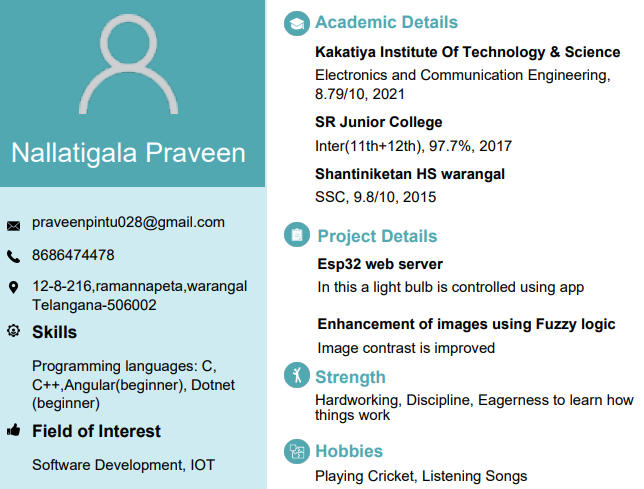 Nallatigala Praveen
praveenpintu028@gmail.com
8686474478
12-8-216,ramannapeta,warangal
Telangana-506002
Skills
Programming languages: C,
C++,Angular(beginner), Dotnet
(beginner)
Field of Interest
Software Development, IOT
Academic Details
Kakatiya Institute Of Technology & Science
Electronics and Communication Engineering,
8.79/10, 2021
SR Junior College
Inter(11th+12th), 97.7%, 2017
Shantiniketan HS warangal
SSC, 9.8/10, 2015
Project Details
Esp32 web server
In this a light bulb is controlled using app
Enhancement of images using Fuzzy logic
Image contrast is improved
Strength
Hardworking, Discipline, Eagerness to learn how
things work
Hobbies
Playing Cricket, Listening Songs